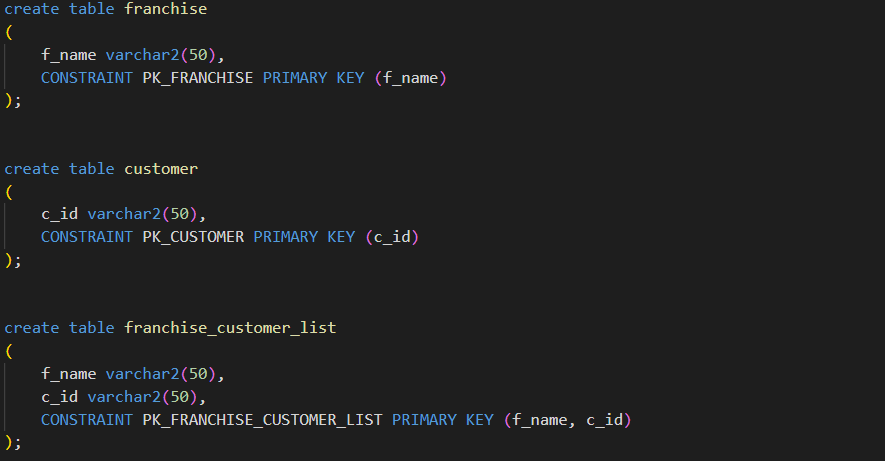 create table franchise
(
    f_name varchar2(50),
    CONSTRAINT PK_FRANCHISE PRIMARY KEY (f_name)
);
create table customer
(
    c_id varchar2(50),
    CONSTRAINT PK_CUSTOMER PRIMARY KEY (c_id)
);
create table franchise_customer_list
(
    f_name varchar2(50),
    c_id varchar2(50),
    CONSTRAINT PK_FRANCHISE_CUSTOMER_LIST PRIMARY KEY (f_name, c_id)
);